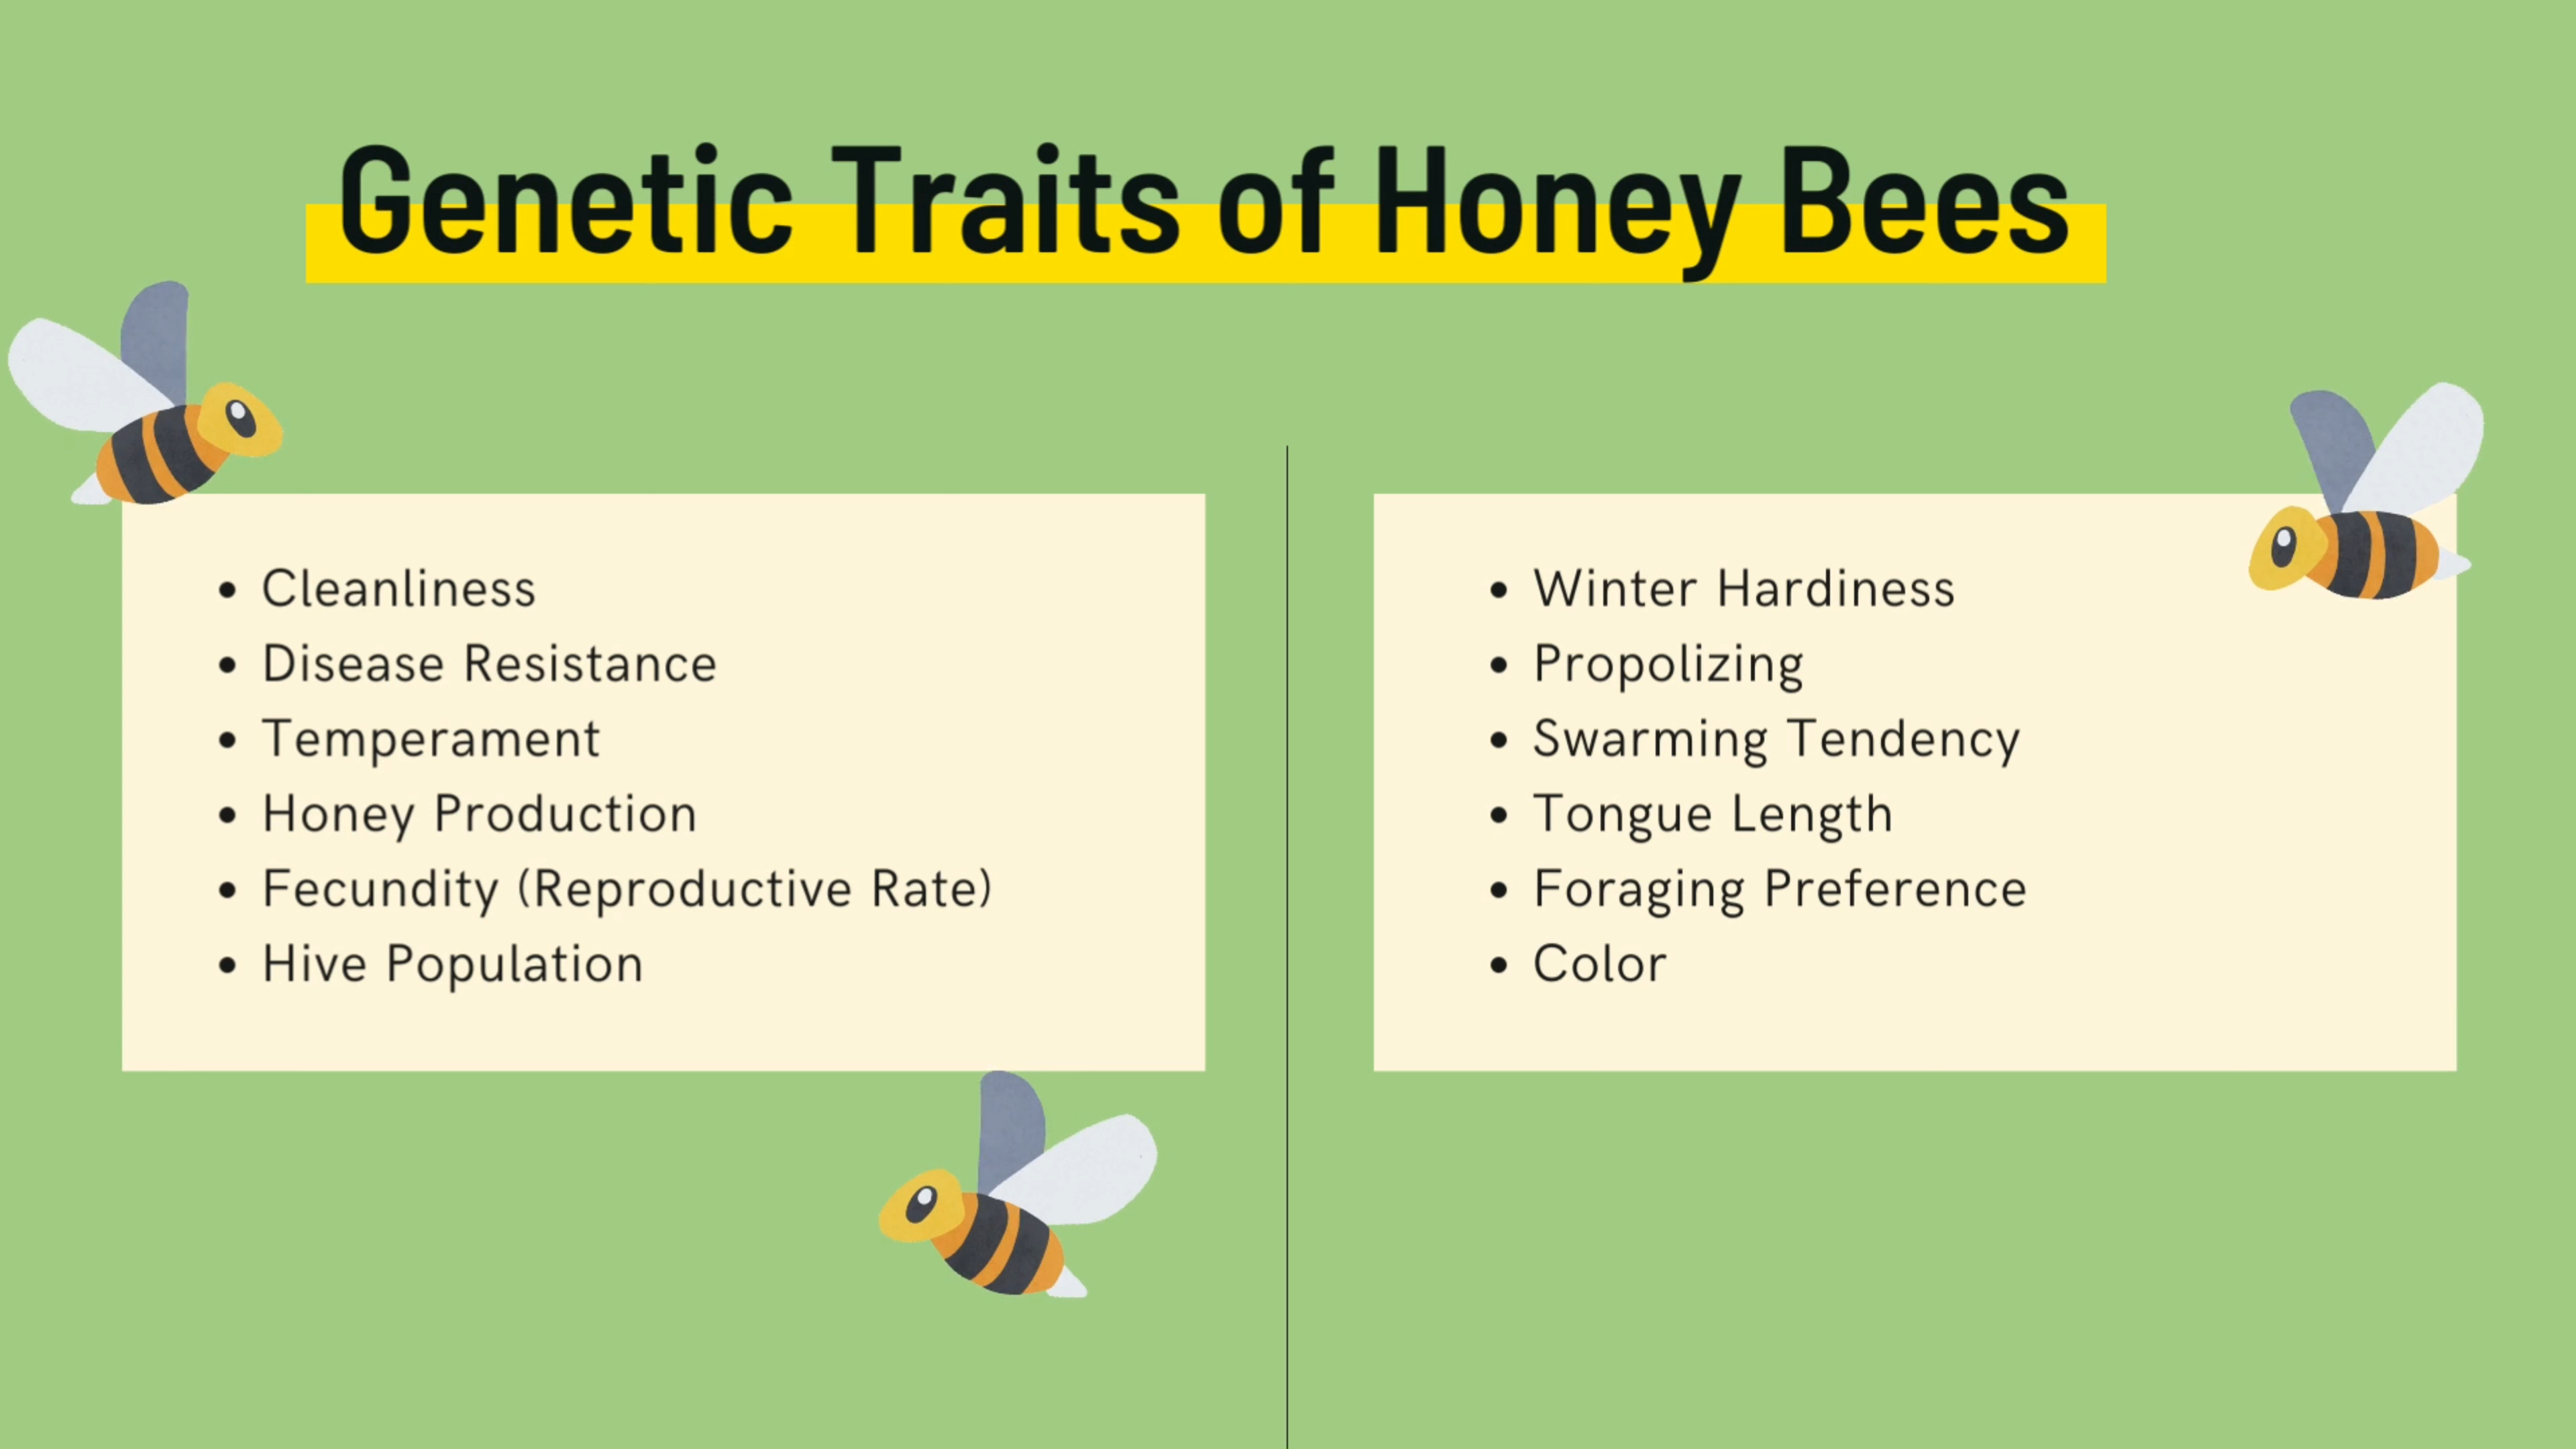 Genetic Traits of Honey Bees
• Cleanliness
• Disease Resistance
• Temperament
• Honey Production
• Fecundity (Reproductive Rate)
• Hive Population
• Winter Hardiness
• Propolizing
• Swarming Tendency
• Tongue Length
• Foraging Preference
• Color